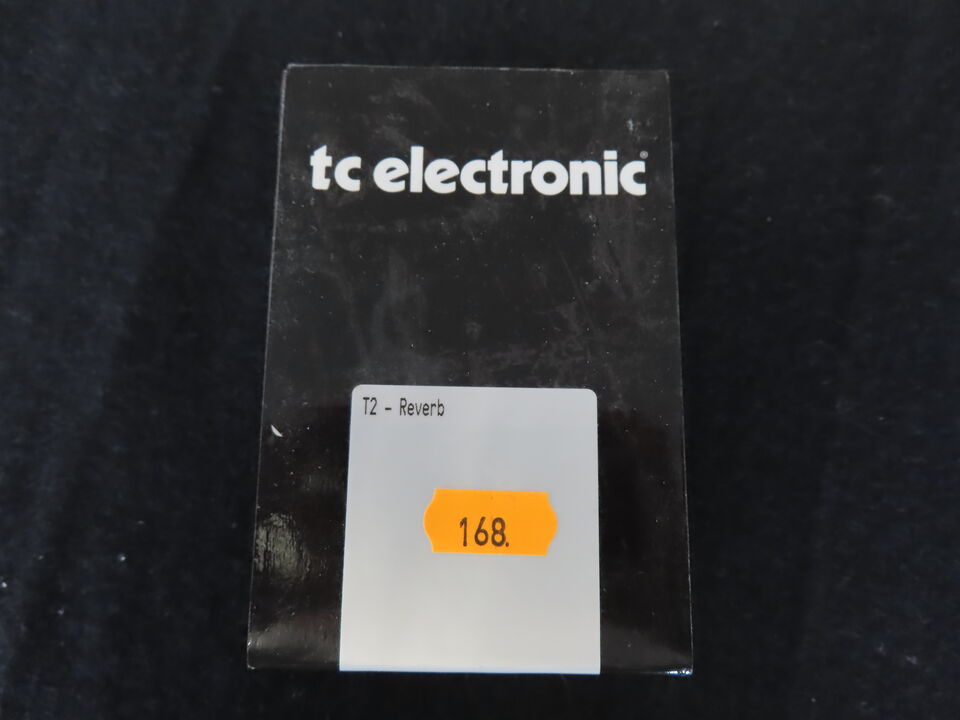 tc electronic®
T2 - Reverb
168.